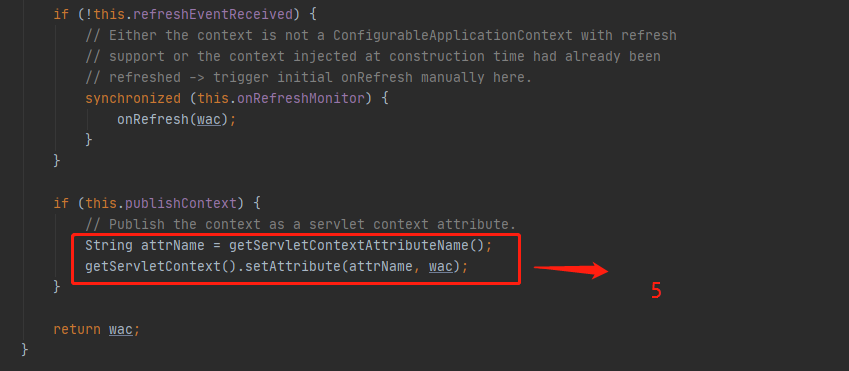 if (!this.refreshEventReceived) {
// Either the context is not a ConfigurableApplicationContext with refresh
// support or the context injected at construction time had already been
// refreshed -> trigger initial onRefresh manually here.
synchronized (this.onRefreshMonitor) {
onRefresh(wac);
}
}
if (this.publishContext) {
// Publish the context as a servlet context attribute.
String attrName = getServletContextAttributeName();
getServletContext().setAttribute(attrName, wac);
}
5
return wac;
}